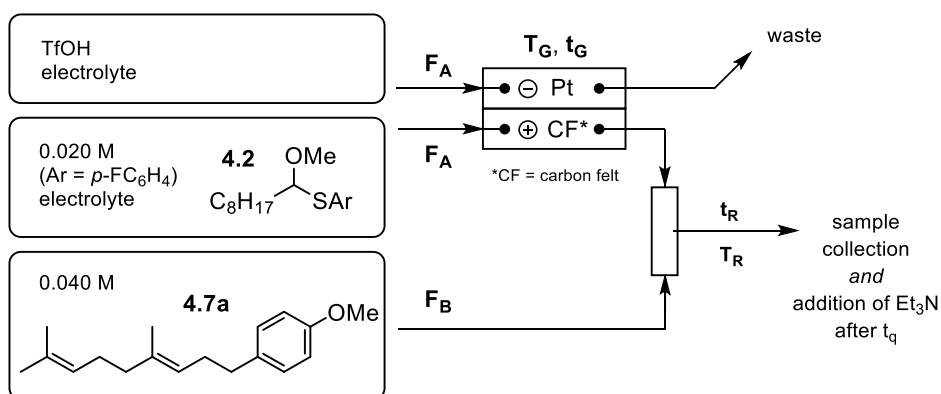 TfOH
electrolyte
F_A
T_G, t_G
⊖ Pt
waste
0.020 M
(Ar = p-FC6H4)
electrolyte
4.2
OMe
C8H17
SAr
F_A
⊕ CF*
*CF = carbon felt
t_R
T_R
sample
collection
and
addition of Et3N
after t_q
0.040 M
4.7a
OMe
F_B